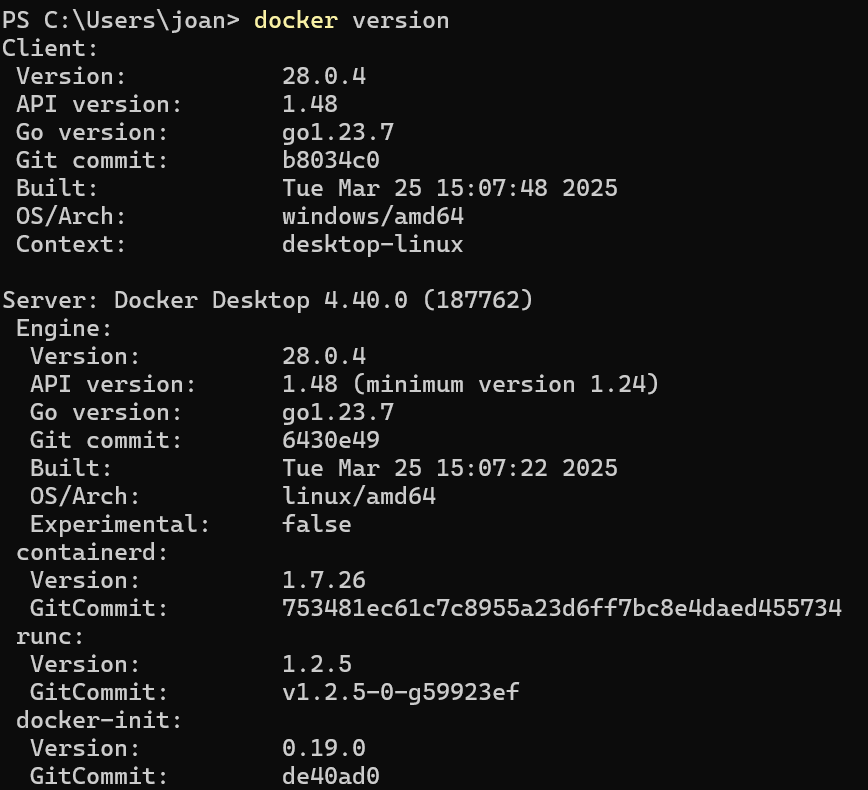 PS C:\Users\joan> docker version
Client:
 Version:           28.0.4
 API version:       1.48
 Go version:        go1.23.7
 Git commit:        b8034c0
 Built:             Tue Mar 25 15:07:48 2025
 OS/Arch:           windows/amd64
 Context:           desktop-linux

Server: Docker Desktop 4.40.0 (187762)
 Engine:
  Version:          28.0.4
  API version:      1.48 (minimum version 1.24)
  Go version:       go1.23.7
  Git commit:       6430e49
  Built:            Tue Mar 25 15:07:22 2025
  OS/Arch:          linux/amd64
  Experimental:     false
 containerd:
  Version:          1.7.26
  GitCommit:        753481ec61c7c8955a23d6ff7bc8e4daed455734
 runc:
  Version:          1.2.5
  GitCommit:        v1.2.5-0-g59923ef
 docker-init:
  Version:          0.19.0
  GitCommit:        de40ad0